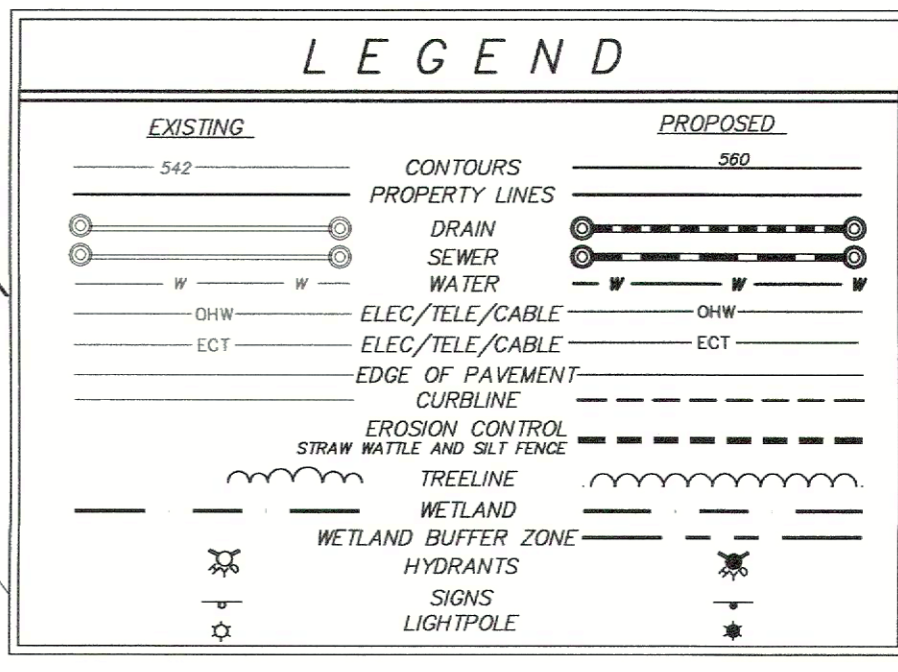 LEGEND
EXISTING PROPOSED
542 CONTOURS 560
PROPERTY LINES
DRAIN
SEWER
W W WATER W W W
OHW ELEC/TELE/CABLE OHW
ECT ELEC/TELE/CABLE ECT
EDGE OF PAVEMENT
CURBLINE
EROSION CONTROL
STRAW WATTLE AND SILT FENCE
TREELINE
WETLAND
WETLAND BUFFER ZONE
HYDRANTS
SIGNS
LIGHTPOLE